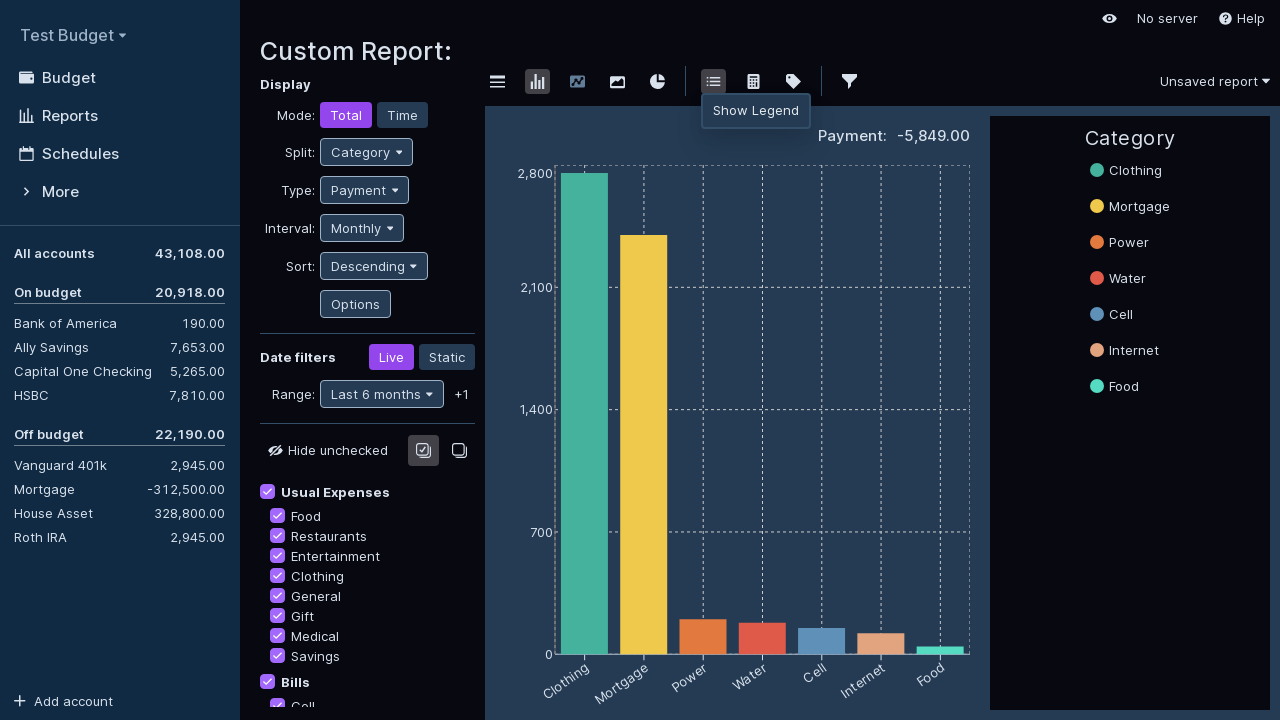 Test Budget
Budget
Reports
Schedules
More
All accounts 43,108.00
On budget 20,918.00
Bank of America 190.00
Ally Savings 7,653.00
Capital One Checking 5,265.00
HSBC 7,810.00
Off budget 22,190.00
Vanguard 401k 2,945.00
Mortgage -312,500.00
House Asset 328,800.00
Roth IRA 2,945.00
Add account
No server
Help
Custom Report:
Display
Mode: Total Time
Split: Category
Type: Payment
Interval: Monthly
Sort: Descending
Options
Date filters Live Static
Range: Last 6 months +1
Hide unchecked
Usual Expenses
Food
Restaurants
Entertainment
Clothing
General
Gift
Medical
Savings
Bills
Cell
Unsaved report
Show Legend
Payment: -5,849.00
2,800
2,100
1,400
700
0
Clothing
Mortgage
Power
Water
Cell
Internet
Food
Category
Clothing
Mortgage
Power
Water
Cell
Internet
Food